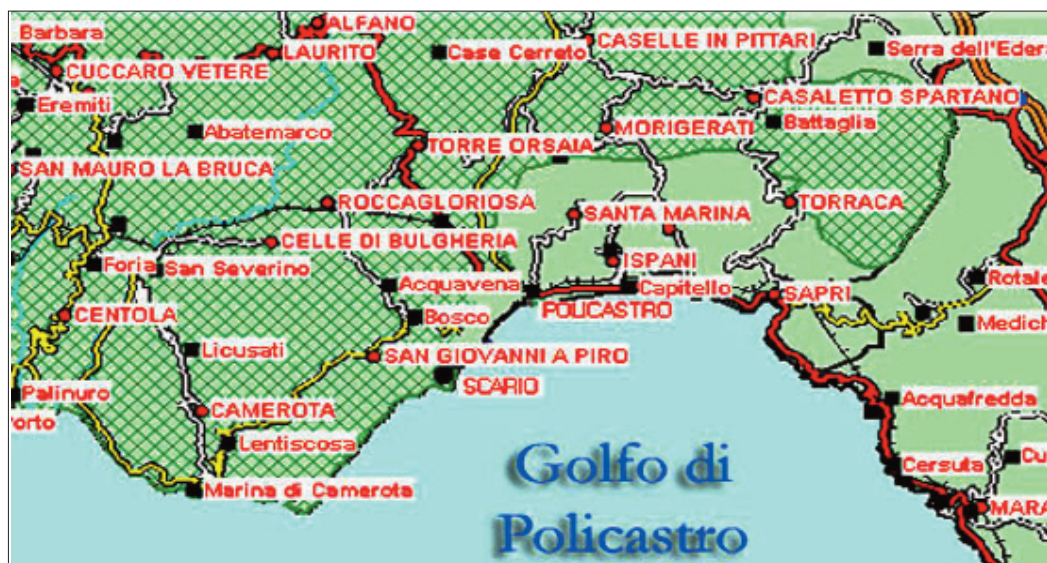 ALFANO
Barbara
CASELLE IN PITTARI
LAURITO
Case Cerreto
Serra dell'Edera
CUCCARO VETERE
Eremiti
CASALETTO SPARTANO
Battaglia
Abatemarco
MORIGERATI
TORRE ORSAIA
SAN MAURO LA BRUCA
ROCCAGLORIOSA
TORRACA
SANTA MARINA
CELLE DI BULGHERIA
Foria
San Severino
ISPANI
Rotale
Acquavena
Capitello
SAPRI
POLICASTRO
CENTOLA
Bosco
Medich
Licusati
SAN GIOVANNI A PIRO
SCARIO
Palinuro
Acquafredda
Porto
CAMEROTA
Lentiscosa
Golfo di
Policastro
Cersuta
Cu
Marina di Camerota
MARA